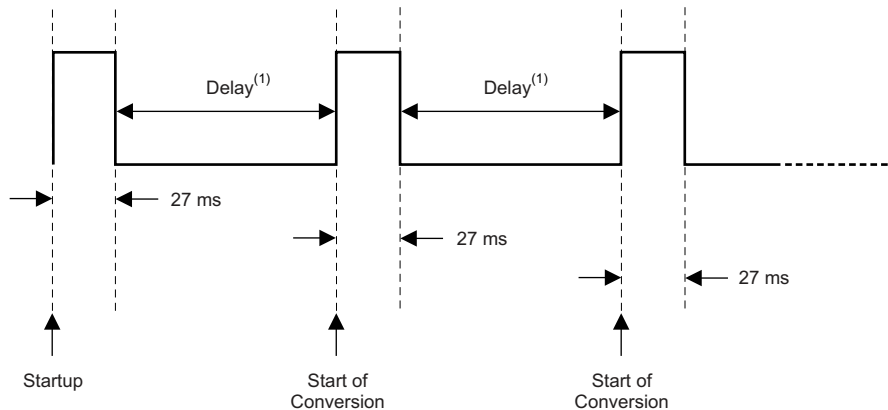 Delay(1)
Delay(1)
27 ms
27 ms
27 ms
Startup
Start of
Conversion
Start of
Conversion